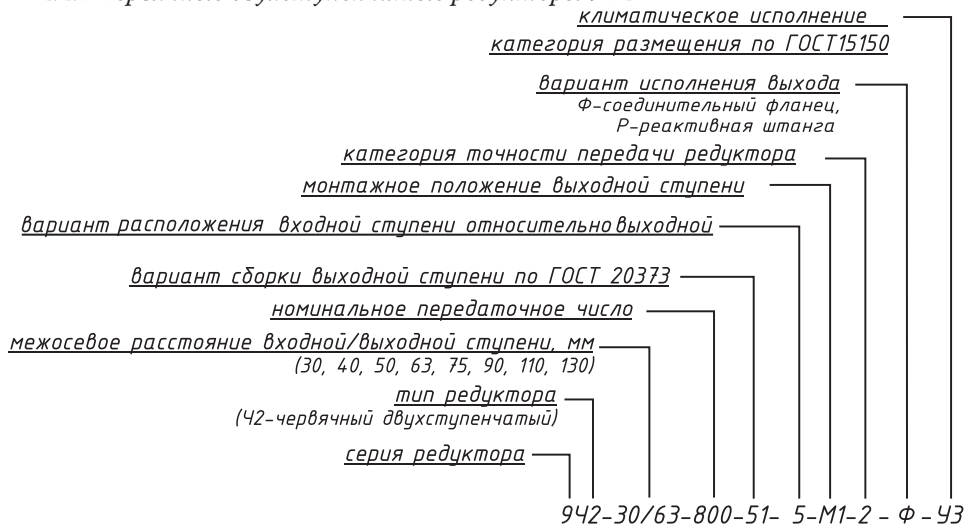 климатическое исполнение
категория размещения по ГОСТ15150
вариант исполнения выхода
Ф-соединительный фланец,
Р-реактивная штанга
категория точности передачи редуктора
монтажное положение выходной ступени
вариант расположения входной ступени относительно выходной
вариант сборки выходной ступени по ГОСТ 20373
номинальное передаточное число
межосевое расстояние входной/выходной ступени, мм
(30, 40, 50, 63, 75, 90, 110, 130)
тип редуктора
(Ч2-червячный двухступенчатый)
серия редуктора
9Ч2-30/63-800-51- 5-М1-2 - Ф - У3